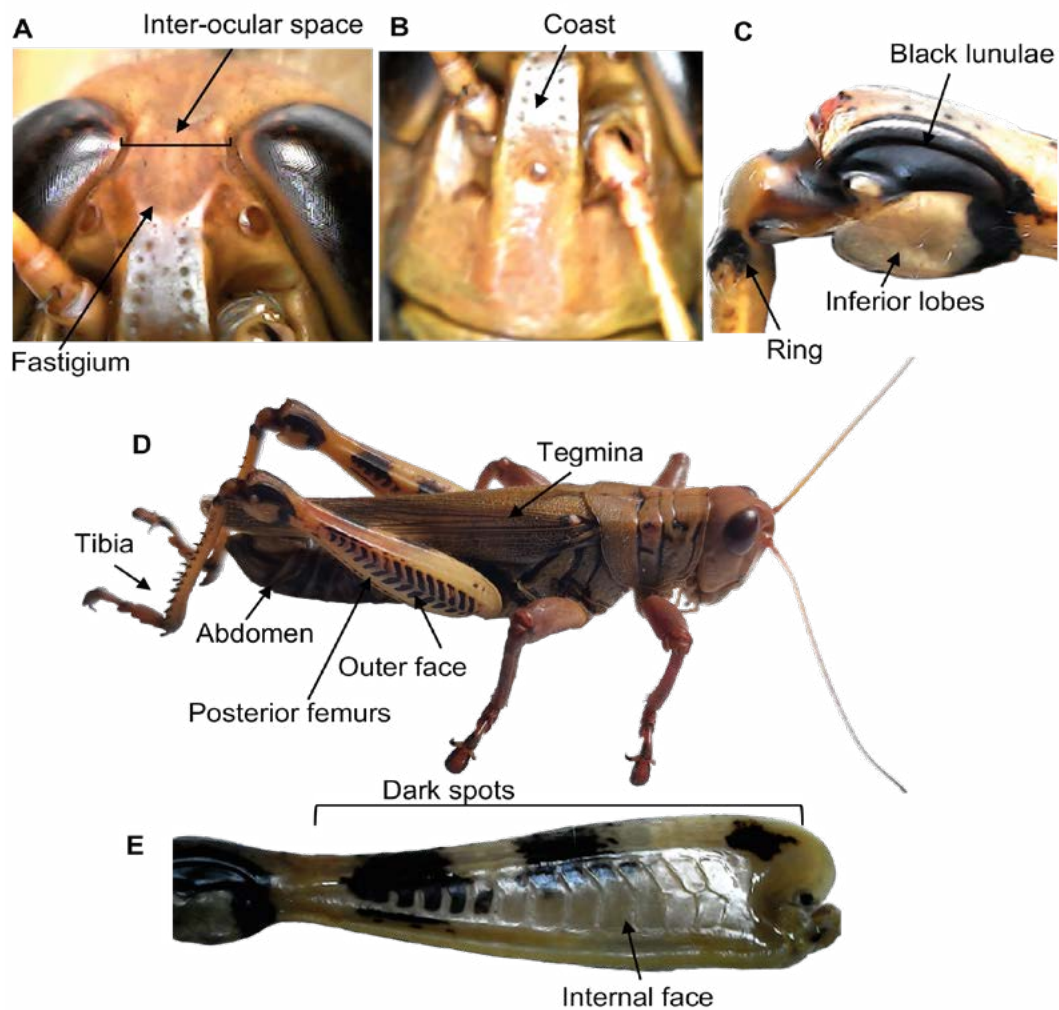 A
Inter-ocular space
Fastigium
B
Coast
C
Black lunulae
Inferior lobes
Ring
D
Tegmina
Tibia
Abdomen
Outer face
Posterior femurs
Dark spots
E
Internal face